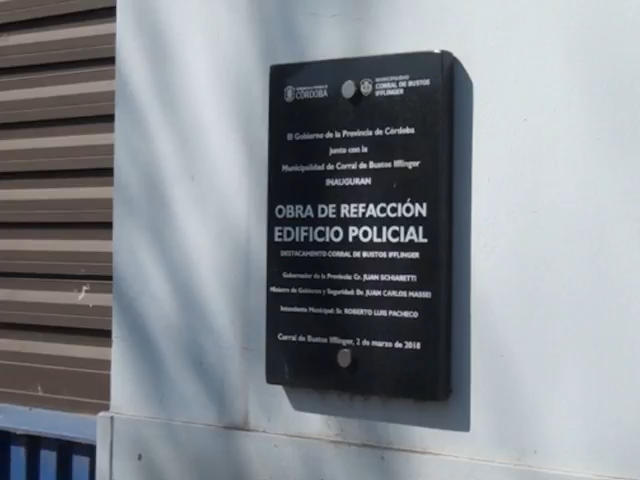 CÓRDOBA
MUNICIPALIDAD
CORRAL DE BUSTOS
IFFLINGER
El Gobierno de la Provincia de Córdoba
junto con la
Municipalidad de Corral de Bustos Ifflinger
INAUGURAN
OBRA DE REFACCIÓN
EDIFICIO POLICIAL
DESTACAMENTO CORRAL DE BUSTOS IFFLINGER
Gobernador de la Provincia: Cr. JUAN SCHIARETTI
Ministro de Gobierno y Seguridad: Dr. JUAN CARLOS MASSEI
Intendente Municipal: Sr. ROBERTO LUIS PACHECO
Corral de Bustos Ifflinger, 2 de marzo de 2018